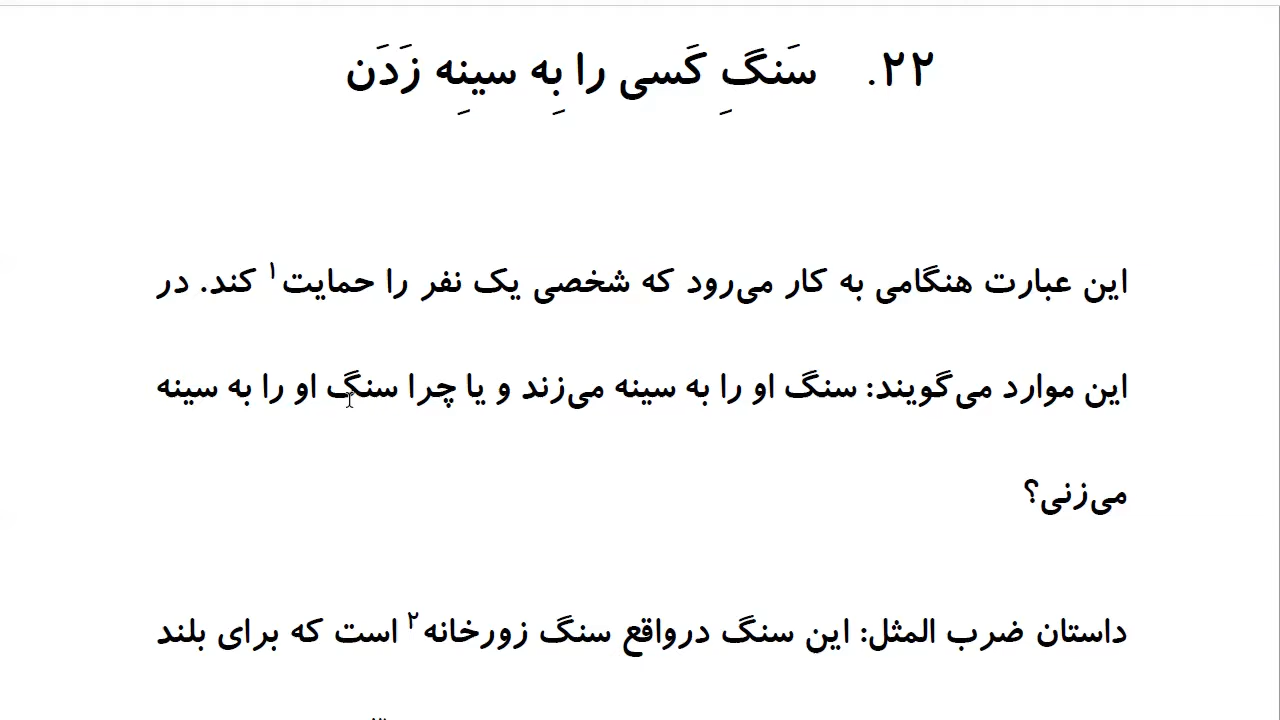 ۲۲. سَنگِ کَسی را بِه سینِه زَدَن
این عبارت هنگامی به کار می‌رود که شخصی یک نفر را حمایت۱ کند. در
این موارد می‌گویند: سنگ او را به سینه می‌زند و یا چرا سنگ او را به سینه
می‌زنی؟
داستان ضرب المثل: این سنگ درواقع سنگ زورخانه۲ است که برای بلند